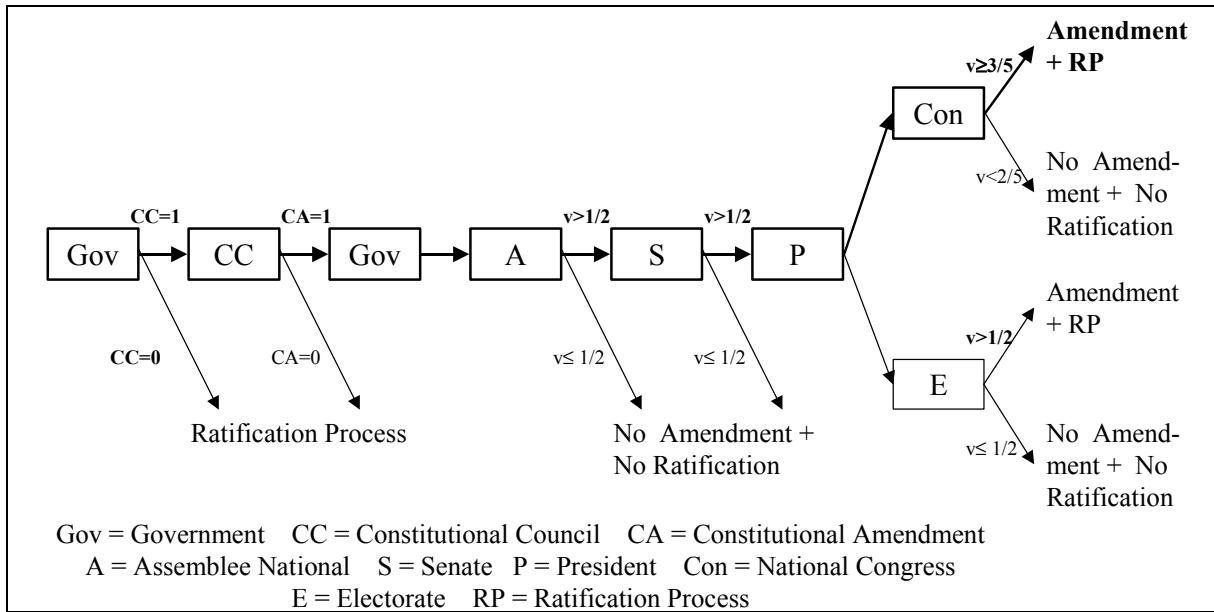 Amendment
+ RP
v≥3/5
Con
v<2/5
No Amend-
ment + No
Ratification
CC=1
CA=1
v>1/2
v>1/2
Gov
CC
Gov
A
S
P
CC=0
CA=0
v≤ 1/2
v≤ 1/2
Ratification Process
No Amendment +
No Ratification
Amendment
+ RP
v>1/2
E
v≤ 1/2
No Amend-
ment + No
Ratification
Gov = Government CC = Constitutional Council CA = Constitutional Amendment
A = Assemblee National S = Senate P = President Con = National Congress
E = Electorate RP = Ratification Process